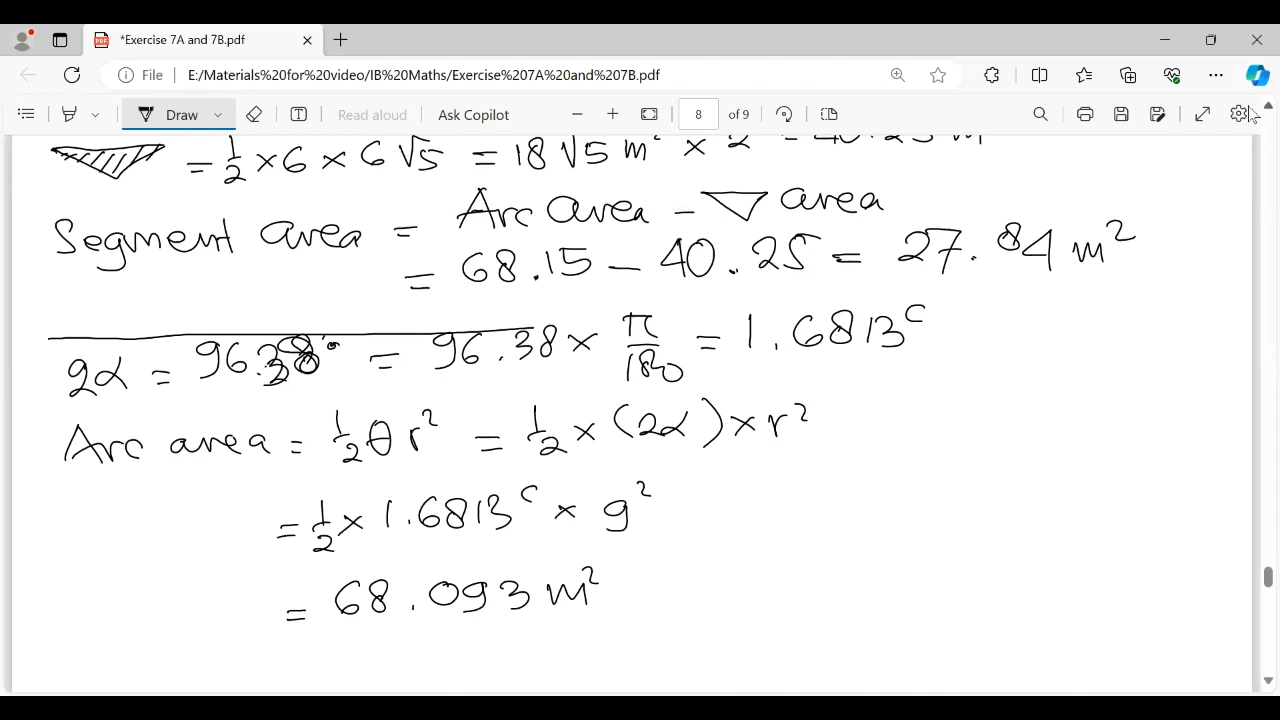 *Exercise 7A and 7B.pdf
File E:/Materials%20for%20video/IB%20Maths/Exercise%207A%20and%207B.pdf
Draw Read aloud Ask Copilot 8 of 9
= 1/2 × 6 × 6√5 = 18√5 m² × 2 = 40.25 m
Segment area = Arc area - ▽ area
= 68.15 - 40.25 = 27.84 m²
2α = 96.38° = 96.38 × π/180 = 1.6813ᶜ
Arc area = 1/2 θ r² = 1/2 × (2α) × r²
= 1/2 × 1.6813ᶜ × 9²
= 68.093 m²